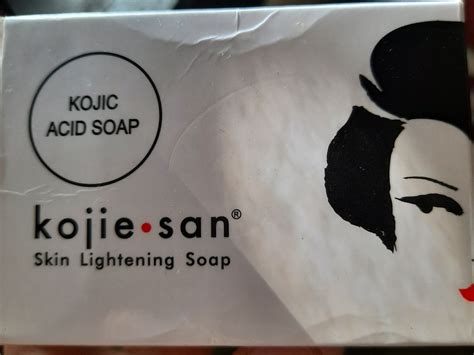 KOJIC
ACID SOAP
kojie•san®
Skin Lightening Soap